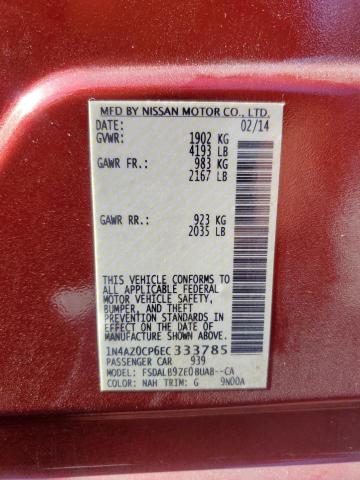 MFD BY NISSAN MOTOR CO., LTD.
DATE: 02/14
GVWR: 1902 KG
4193 LB
GAWR FR.: 983 KG
2167 LB
GAWR RR.: 923 KG
2035 LB
THIS VEHICLE CONFORMS TO
ALL APPLICABLE FEDERAL
MOTOR VEHICLE SAFETY,
BUMPER, AND THEFT
PREVENTION STANDARDS
IN EFFECT ON THE DATE OF
MANUFACTURE SHOWN ABOVE.
1N4AZ0CP6EC333785
PASSENGER CAR 939
MODEL: FSDALB9ZE08UAB--CA
COLOR: NAH TRIM: G 9N00A